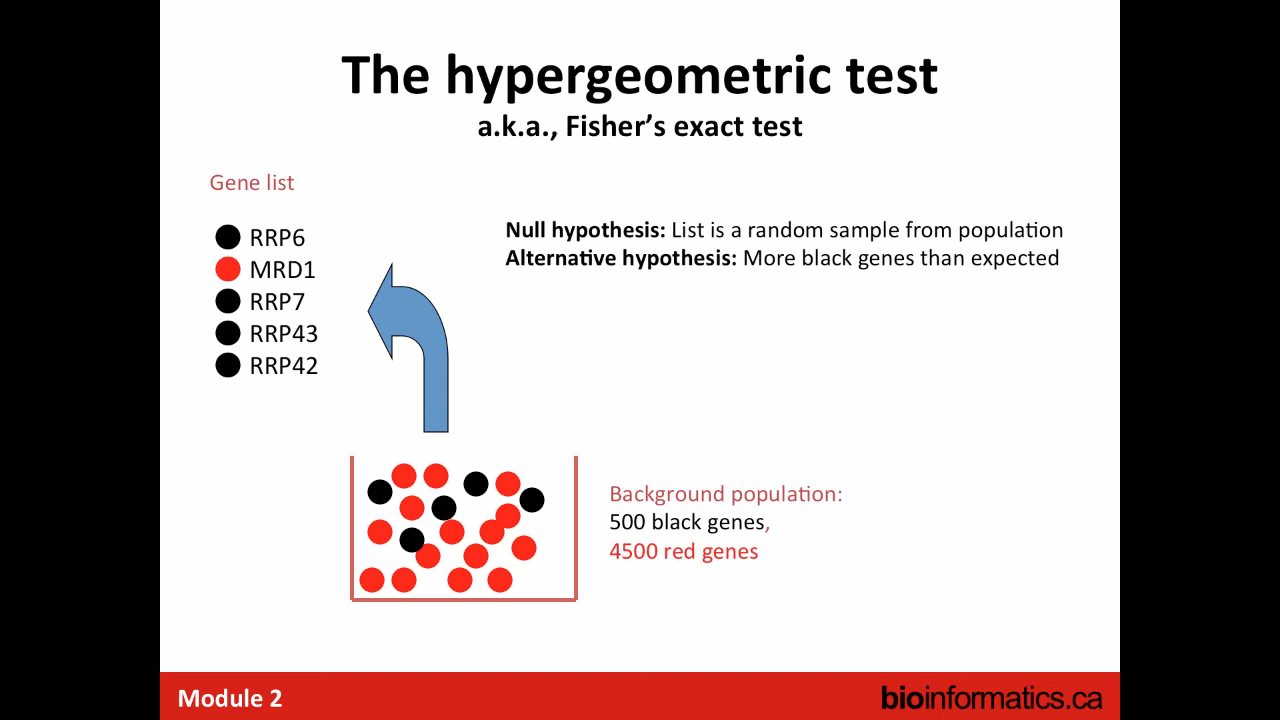 The hypergeometric test
a.k.a., Fisher's exact test
Gene list
RRP6
MRD1
RRP7
RRP43
RRP42
Null hypothesis: List is a random sample from population
Alternative hypothesis: More black genes than expected
Background population:
500 black genes,
4500 red genes
Module 2
bioinformatics.ca